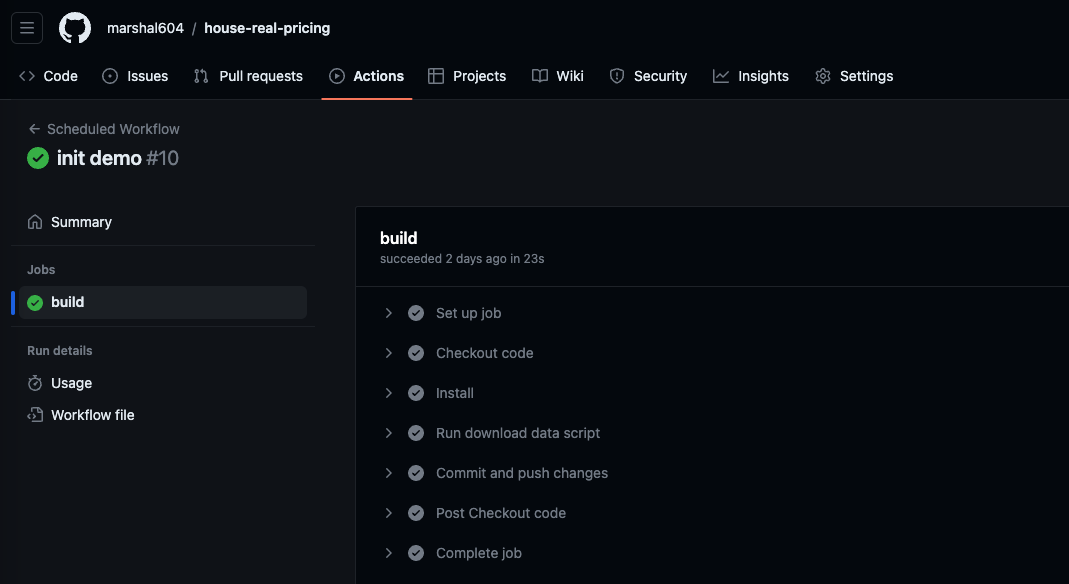 marshal604 / house-real-pricing
Code Issues Pull requests Actions Projects Wiki Security Insights Settings
Scheduled Workflow
init demo #10
Summary
Jobs
build
Run details
Usage
Workflow file
build
succeeded 2 days ago in 23s
Set up job
Checkout code
Install
Run download data script
Commit and push changes
Post Checkout code
Complete job